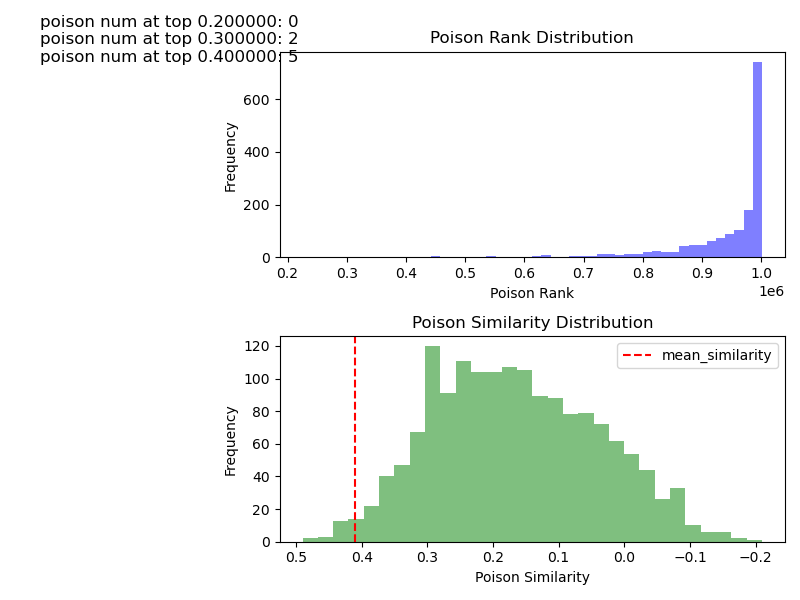 poison num at top 0.200000: 0
poison num at top 0.300000: 2
poison num at top 0.400000: 5
Poison Rank Distribution
Frequency
600
400
200
0
0.2 0.3 0.4 0.5 0.6 0.7 0.8 0.9 1.0
1e6
Poison Rank
Poison Similarity Distribution
mean_similarity
Frequency
120
100
80
60
40
20
0
0.5 0.4 0.3 0.2 0.1 0.0 −0.1 −0.2
Poison Similarity